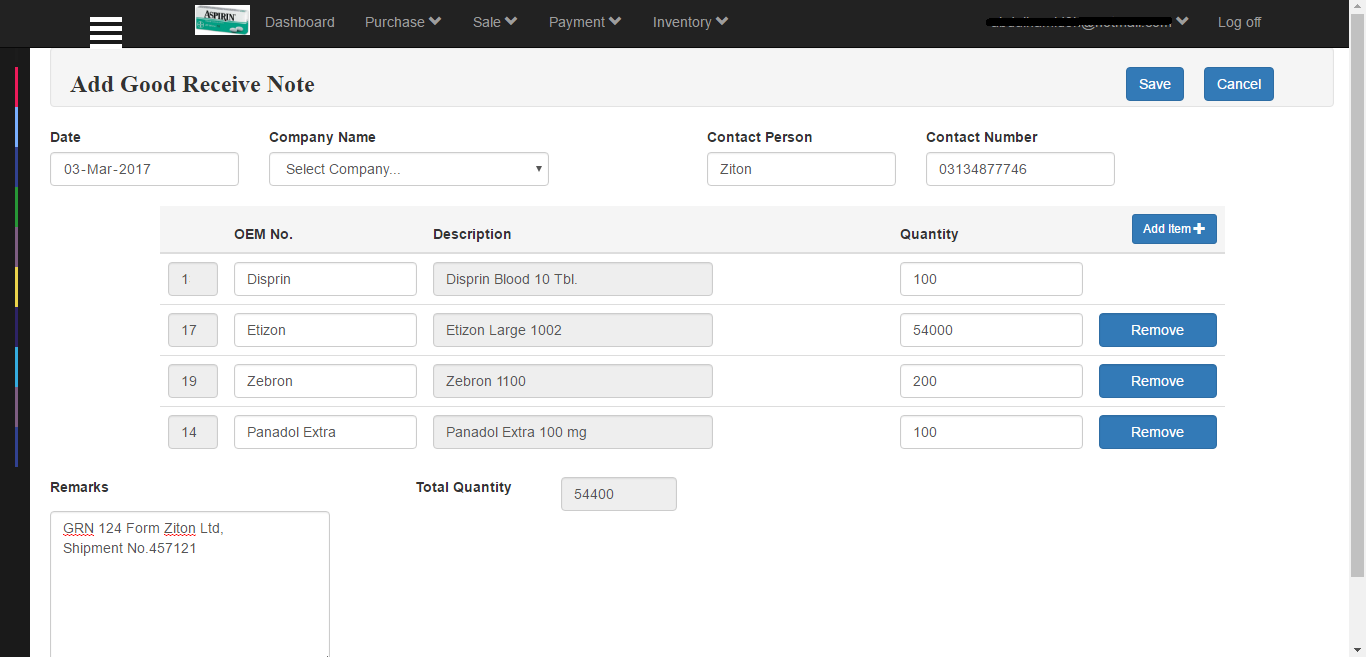 ASPIRIN Dashboard Purchase Sale Payment Inventory Log off
Add Good Receive Note Save Cancel
Date Company Name Contact Person Contact Number
03-Mar-2017 Select Company... Ziton 03134877746
OEM No. Description Quantity Add Item
1 Disprin Disprin Blood 10 Tbl. 100
17 Etizon Etizon Large 1002 54000 Remove
19 Zebron Zebron 1100 200 Remove
14 Panadol Extra Panadol Extra 100 mg 100 Remove
Remarks Total Quantity 54400
GRN 124 Form Ziton Ltd,
Shipment No.457121